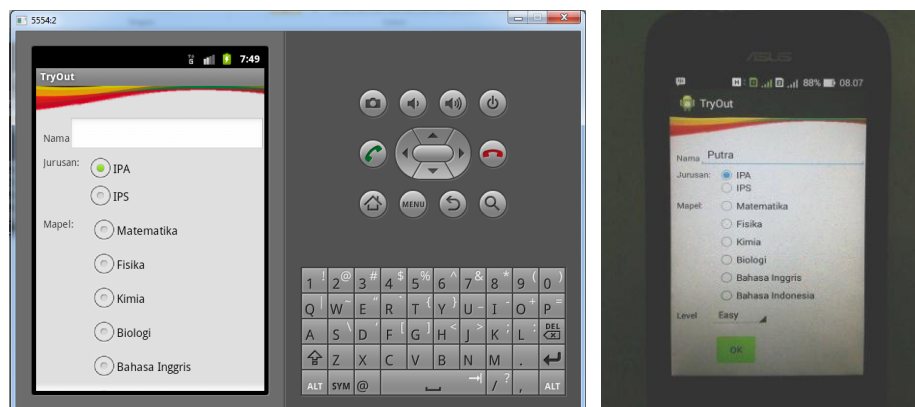 5554:2
3G 7:49
TryOut
Nama
Jurusan:
IPA
IPS
Mapel:
Matematika
Fisika
Kimia
Biologi
Bahasa Inggris
MENU
1 ! 2 @ 3 # 4 $ 5 % 6 ^ 7 & 8 * 9 ( 0 )
Q | W ~ E " R ` T { Y } U _ I - O + P =
A S \ D ' F [ G ] H < J > K ; L : DEL
Z X C V B N M .
ALT SYM @ / ? , ALT
ASUS
88% 08.07
TryOut
Nama Putra
Jurusan: IPA
IPS
Mapel: Matematika
Fisika
Kimia
Biologi
Bahasa Inggris
Bahasa Indonesia
Level Easy
OK